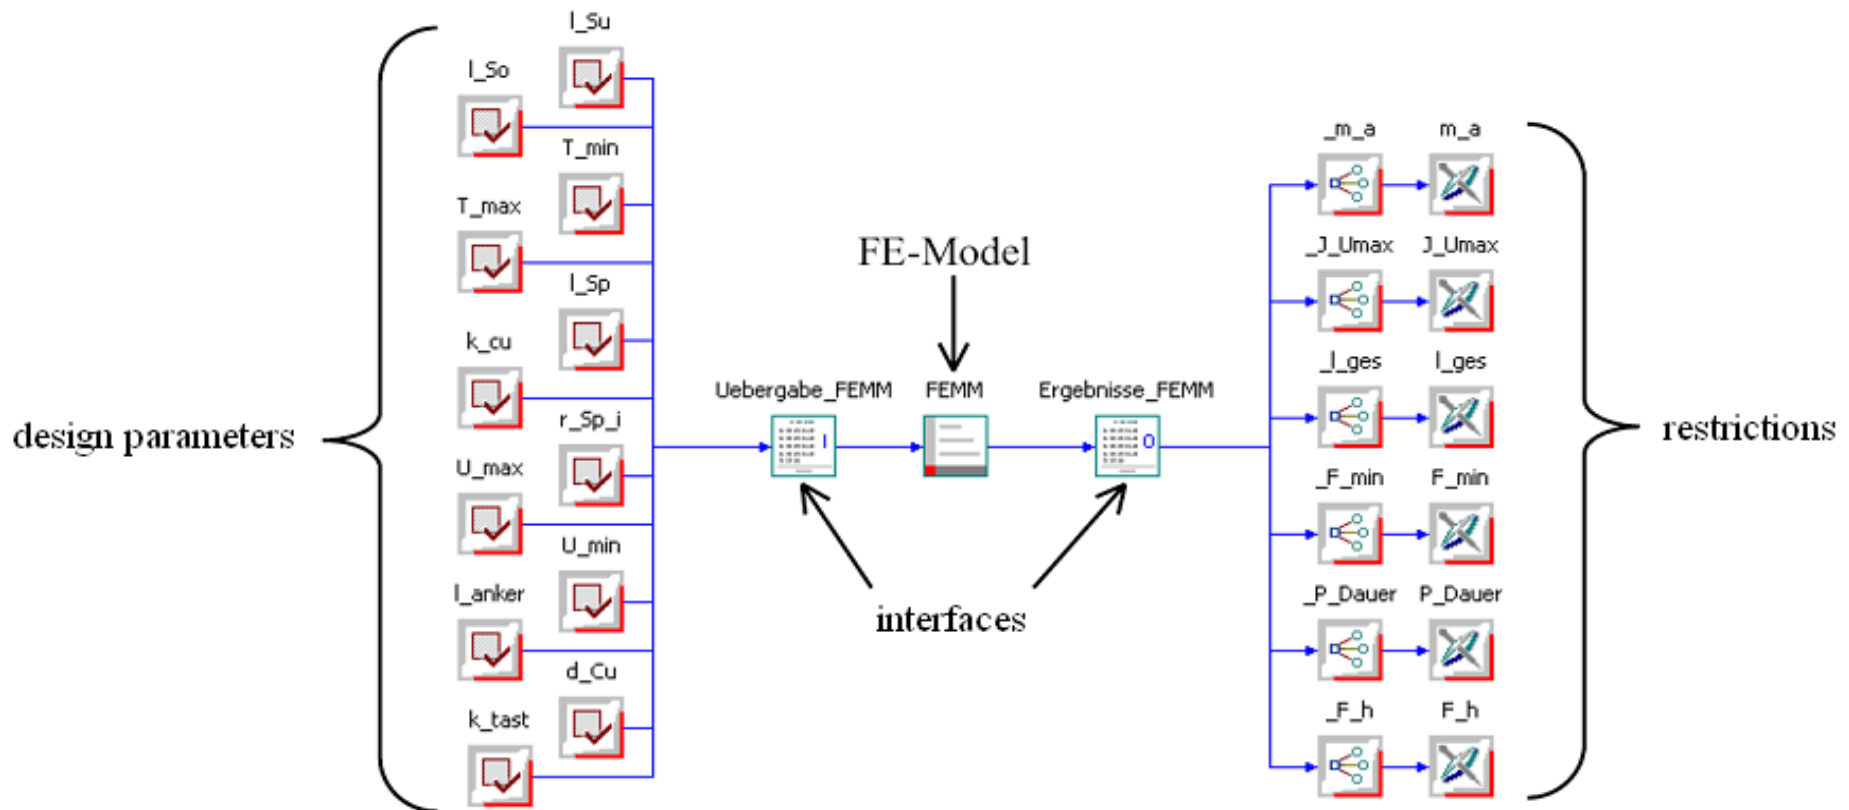 l_Su
l_So
T_min
T_max
l_Sp
k_cu
r_Sp_i
U_max
U_min
l_anker
d_Cu
k_tast
design parameters
FE-Model
Uebergabe_FEMM
FEMM
Ergebnisse_FEMM
I
O
interfaces
_m_a
m_a
_J_Umax
J_Umax
_l_ges
l_ges
_F_min
F_min
_P_Dauer
P_Dauer
_F_h
F_h
restrictions